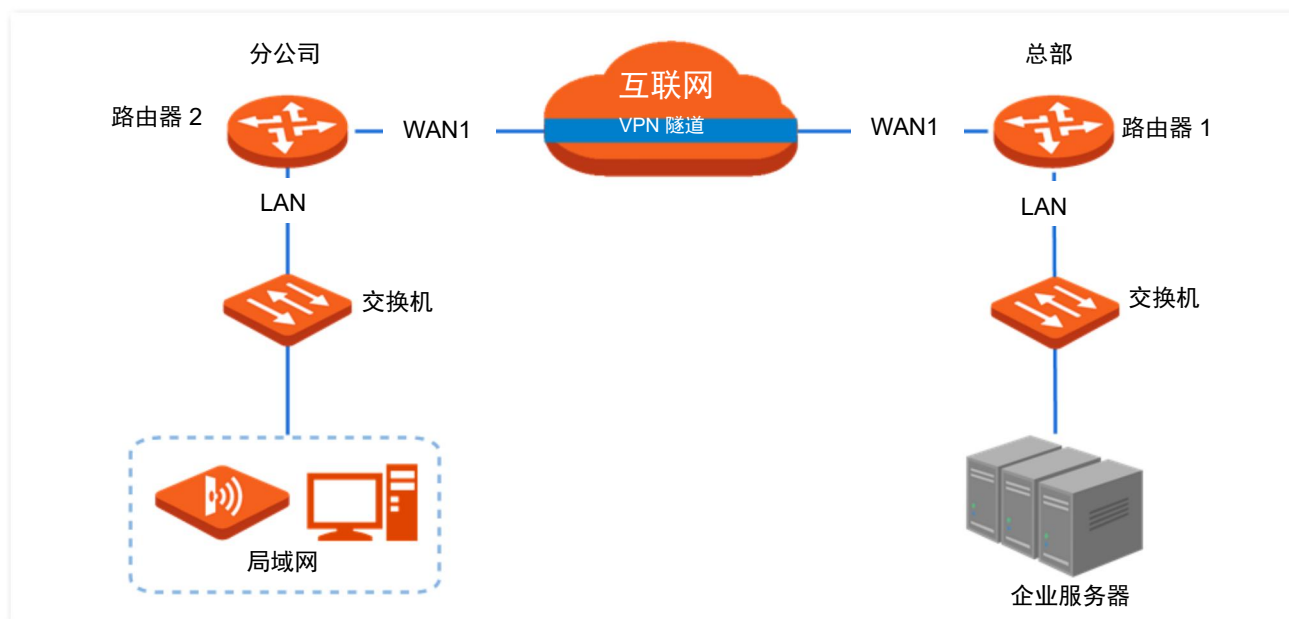 分公司
总部
互联网
路由器 2
WAN1
VPN 隧道
WAN1
路由器 1
LAN
LAN
交换机
交换机
局域网
企业服务器